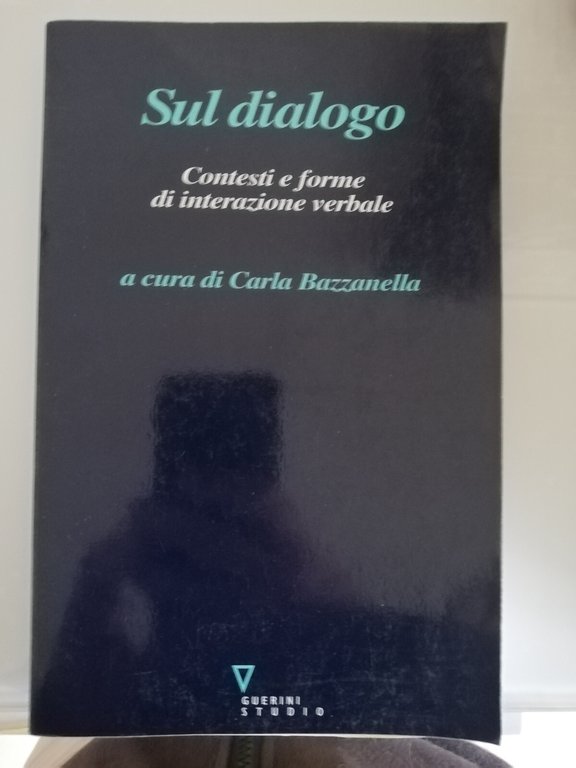 Sul dialogo
Contesti e forme
di interazione verbale
a cura di Carla Bazzanella
GUERINI
STUDIO